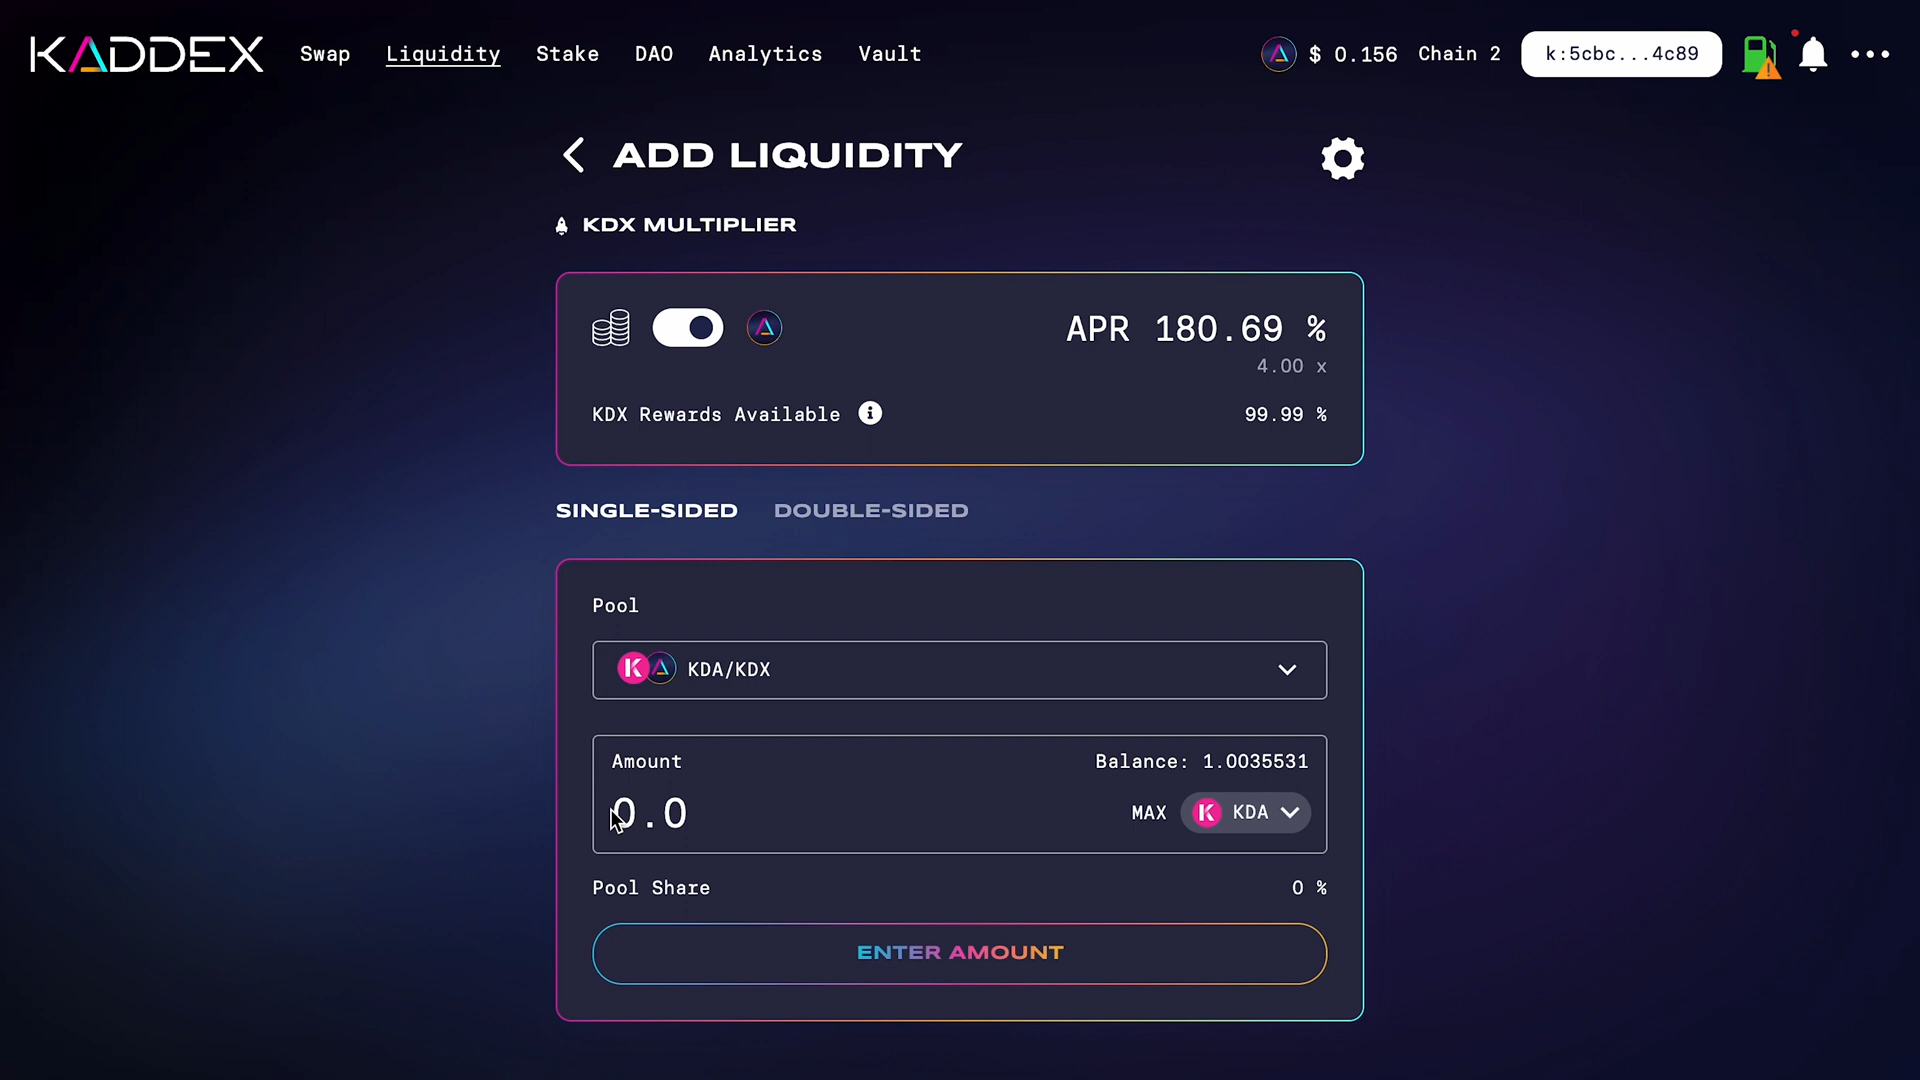 KADDEX Swap Liquidity Stake DAO Analytics Vault $ 0.156 Chain 2 k:5cbc...4c89
ADD LIQUIDITY
KDX MULTIPLIER
APR 180.69 %
4.00 x
KDX Rewards Available 99.99 %
SINGLE-SIDED DOUBLE-SIDED
Pool
KDA/KDX
Amount Balance: 1.0035531
0.0 MAX KDA
Pool Share 0 %
ENTER AMOUNT